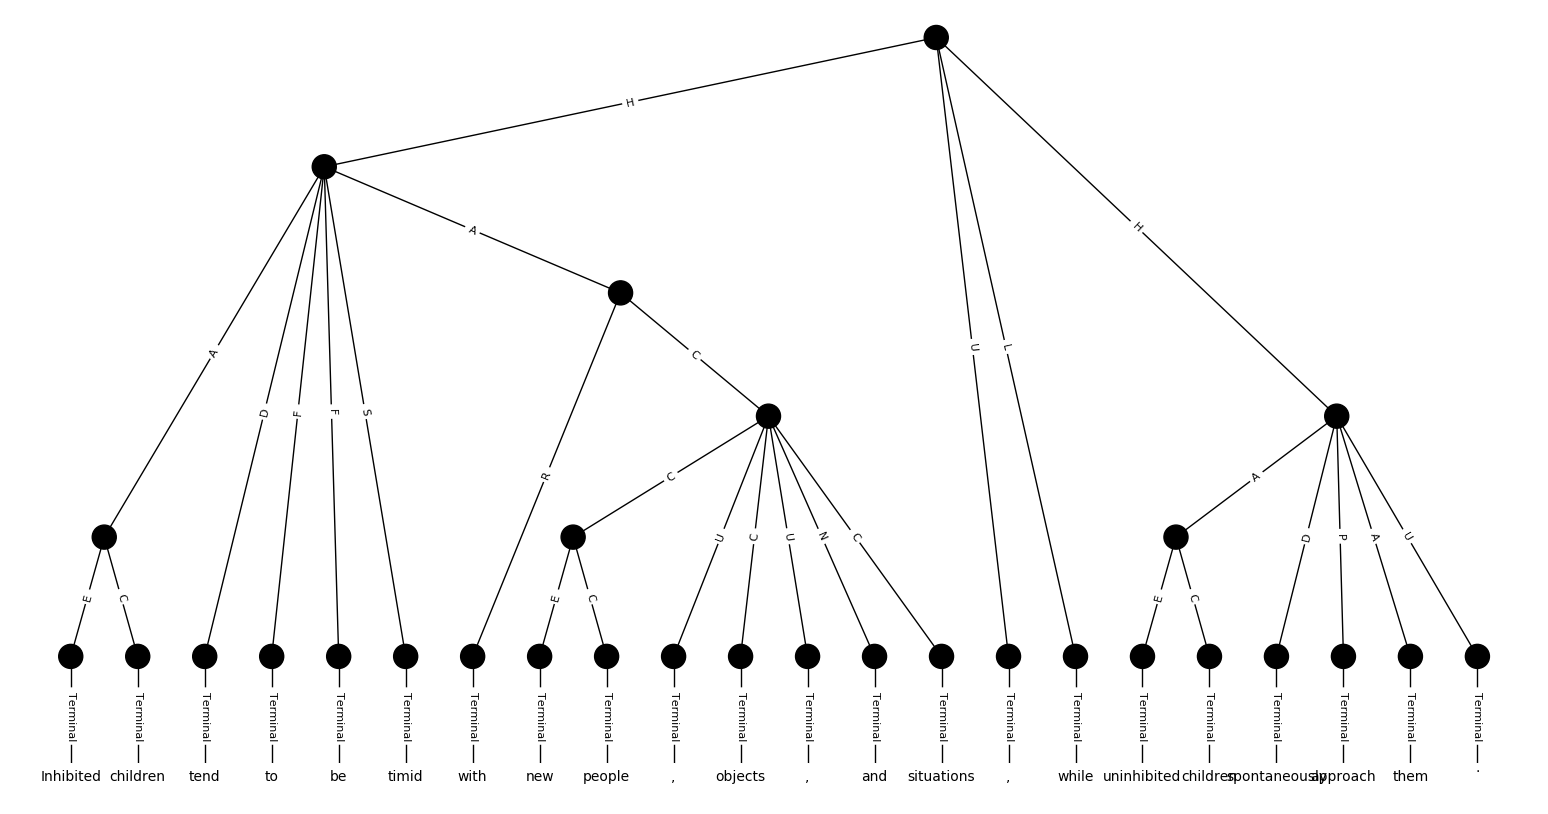 H
A
A
C
U
L
H
A
D
F
F
S
R
C
U
C
U
N
C
A
D
P
A
U
E
C
E
C
E
C
Terminal Terminal Terminal Terminal Terminal Terminal Terminal Terminal Terminal Terminal Terminal Terminal Terminal Terminal Terminal Terminal Terminal Terminal Terminal Terminal Terminal Terminal
Inhibited children tend to be timid with new people , objects , and situations , while uninhibited children spontaneously approach them .